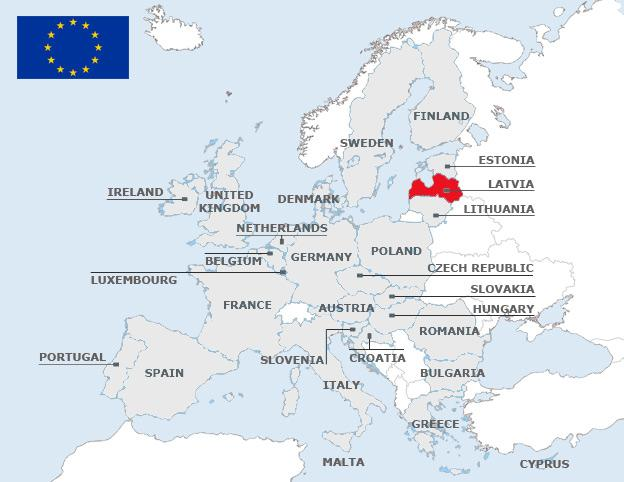 FINLAND
SWEDEN
ESTONIA
LATVIA
IRELAND
UNITED
KINGDOM
DENMARK
LITHUANIA
NETHERLANDS
POLAND
BELGIUM
GERMANY
CZECH REPUBLIC
LUXEMBOURG
SLOVAKIA
FRANCE
AUSTRIA
HUNGARY
ROMANIA
PORTUGAL
SLOVENIA
CROATIA
SPAIN
BULGARIA
ITALY
GREECE
MALTA
CYPRUS